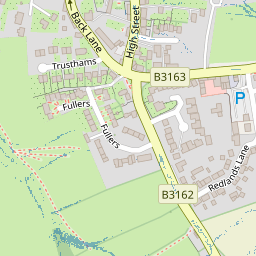 Back Lane
High Street
Trusthams
B3163
Fullers
P
Fullers
Redlands Lane
B3162